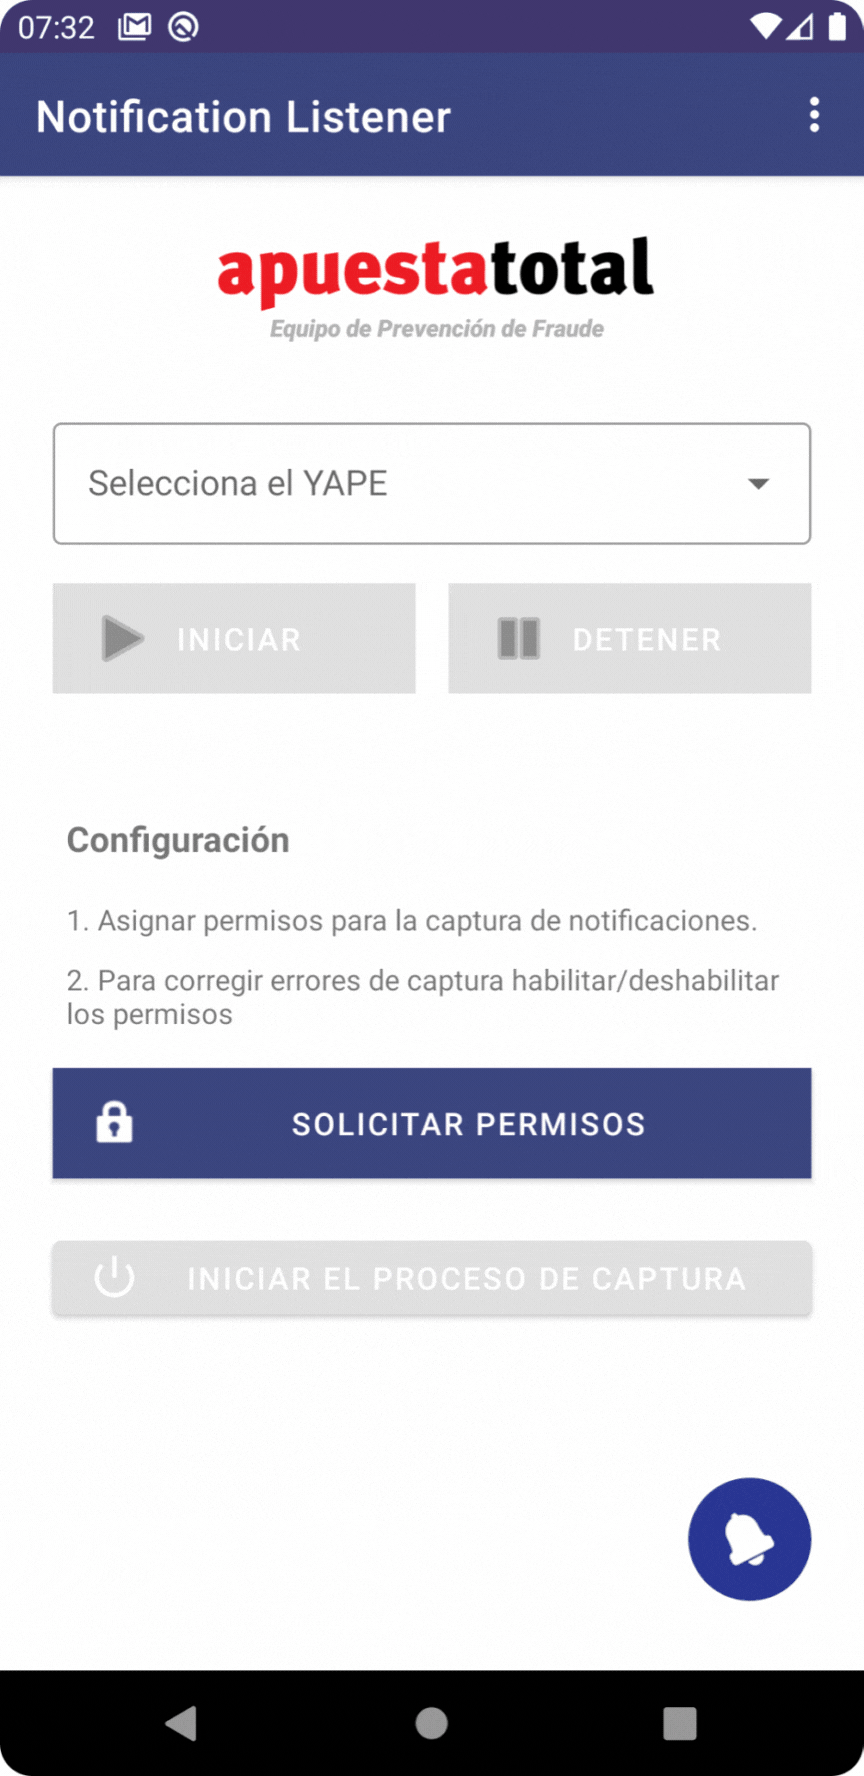 07:32
Notification Listener
apuestatotal
Equipo de Prevención de Fraude
Selecciona el YAPE
INICIAR
DETENER
Configuración
1. Asignar permisos para la captura de notificaciones.
2. Para corregir errores de captura habilitar/deshabilitar
los permisos
SOLICITAR PERMISOS
INICIAR EL PROCESO DE CAPTURA